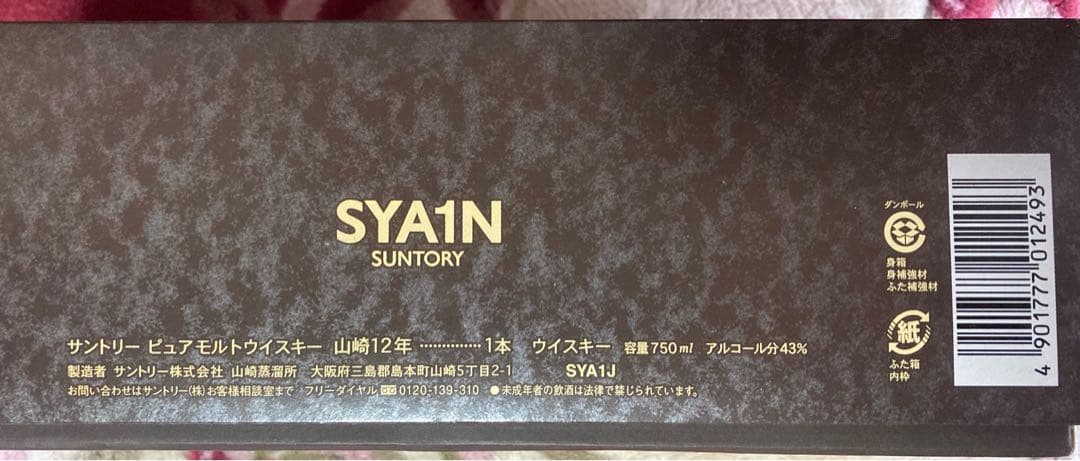 SYA1N
SUNTORY
サントリー ピュアモルトウイスキー 山崎12年 ··············1本 ウイスキー 容量750ml アルコール分43%
製造者 サントリー株式会社 山崎蒸溜所 大阪府三島郡島本町山崎5丁目2-1 SYA1J
お問い合わせはサントリー(株)お客様相談室まで フリーダイヤル 0120-139-310 ●未成年者の飲酒は法律で禁じられています。
ダンボール
身箱
身補強材
ふた補強材
紙
ふた箱
内枠
4 901777 012493